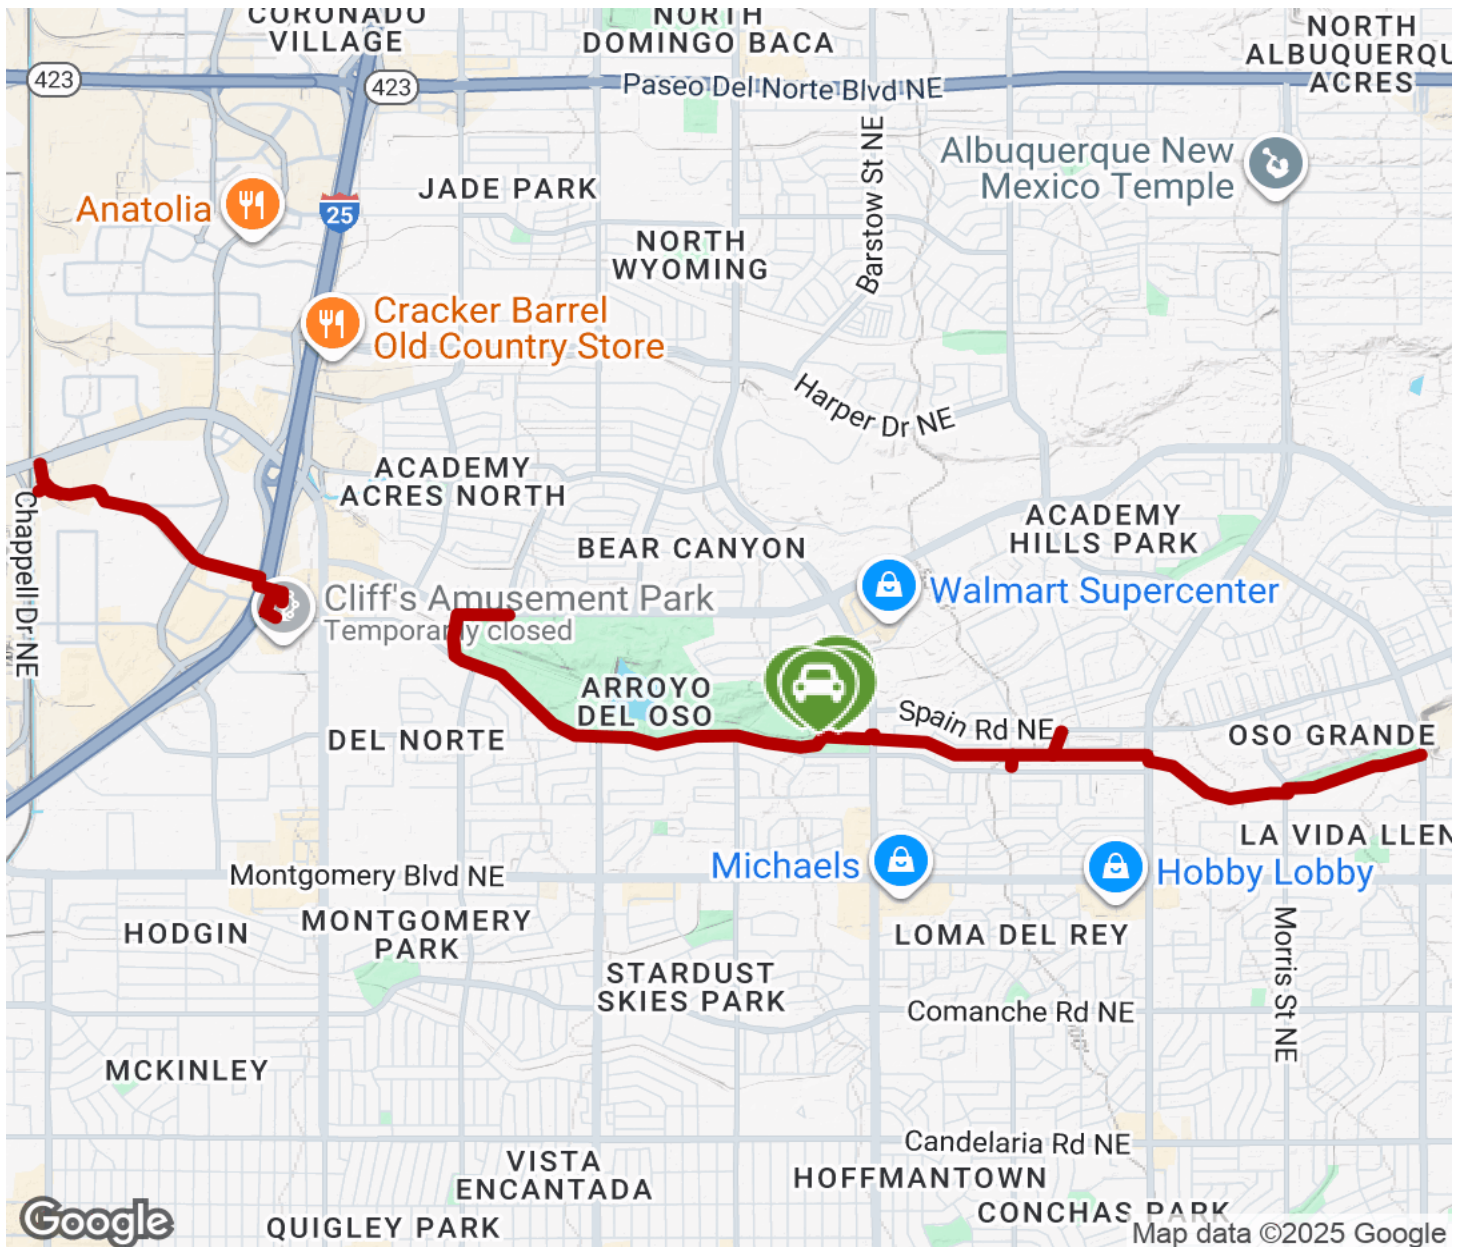 CORONADO
VILLAGE
NORTH
DOMINGO BACA
NORTH
ALBUQUERQU
ACRES
423
423
Paseo Del Norte Blvd NE
Barstow St NE
Albuquerque New
Mexico Temple
JADE PARK
Anatolia
25
NORTH
WYOMING
Cracker Barrel
Old Country Store
Harper Dr NE
ACADEMY
ACRES NORTH
Chappell Dr NE
BEAR CANYON
ACADEMY
HILLS PARK
Walmart Supercenter
Cliff's Amusement Park
Temporarily closed
ARROYO
DEL OSO
Spain Rd NE
OSO GRANDE
DEL NORTE
LA VIDA LLEN
Michaels
Hobby Lobby
Montgomery Blvd NE
HODGIN
MONTGOMERY
PARK
LOMA DEL REY
Morris St NE
STARDUST
SKIES PARK
Comanche Rd NE
MCKINLEY
Candelaria Rd NE
VISTA
ENCANTADA
HOFFMANTOWN
CONCHAS PARK
Google
QUIGLEY PARK
Map data ©2025 Google